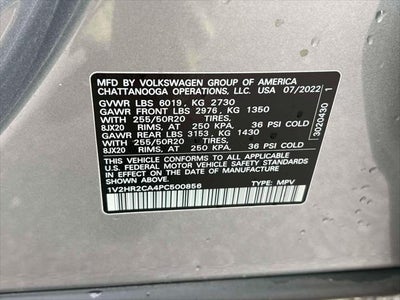 MFD BY VOLKSWAGEN GROUP OF AMERICA
CHATTANOOGA OPERATIONS, LLC. USA 07/2022
GVWR LBS 6019, KG 2730
GAWR FRONT LBS 2976, KG 1350
WITH 255/50R20
8JX20 RIMS, AT 250 KPA, 36 PSI COLD
GAWR REAR LBS 3153, KG 1430
WITH 255/50R20
8JX20 RIMS, AT 250 KPA, 36 PSI COLD
THIS VEHICLE CONFORMS TO ALL APPLICABLE
U.S. FEDERAL MOTOR VEHICLE SAFETY STANDARDS
IN EFFECT ON THE DATE OF MANUFACTURE SHOWN ABOVE.
1V2HR2CA4PC500856 TYPE: MPV
3020430 1